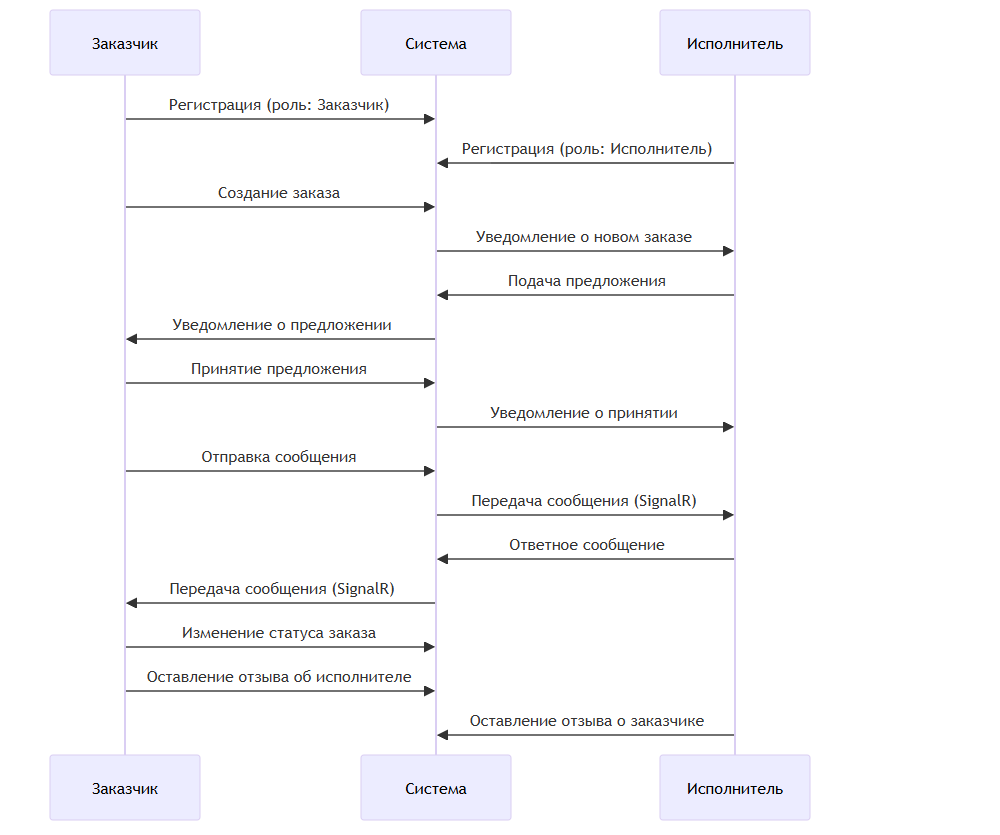 Заказчик
Система
Исполнитель
Регистрация (роль: Заказчик)
Регистрация (роль: Исполнитель)
Создание заказа
Уведомление о новом заказе
Подача предложения
Уведомление о предложении
Принятие предложения
Уведомление о принятии
Отправка сообщения
Передача сообщения (SignalR)
Ответное сообщение
Передача сообщения (SignalR)
Изменение статуса заказа
Оставление отзыва об исполнителе
Оставление отзыва о заказчике
Заказчик
Система
Исполнитель